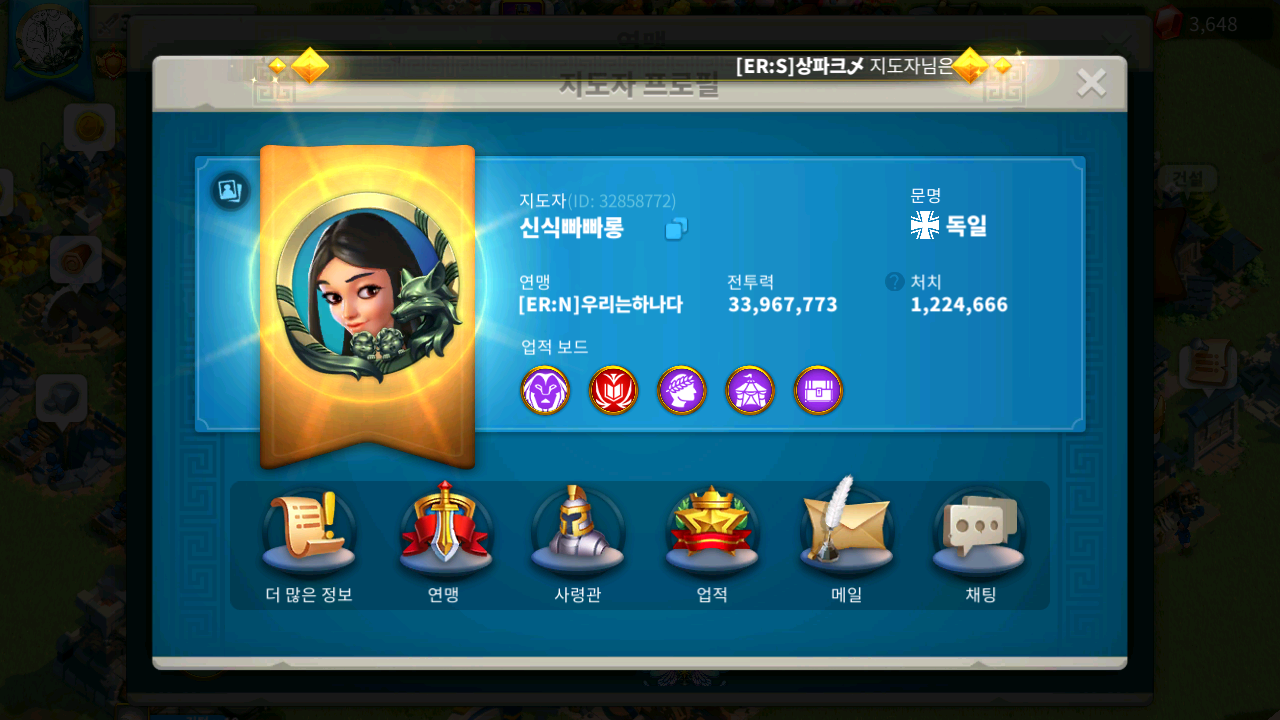 3,648
연맹
[ER:S]상파크乄 지도자님은
지도자 프로필
건설
지도자(ID: 32858772)
신식빠빠롱
문명
독일
연맹
[ER:N]우리는하나다
전투력
33,967,773
? 처치
1,224,666
업적 보드
더 많은 정보
연맹
사령관
업적
메일
채팅